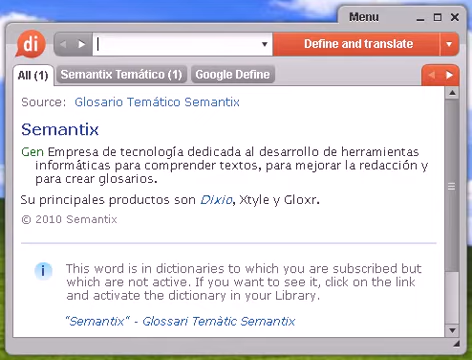 Menu
di
Define and translate
All (1)
Semantix Temático (1)
Google Define
Source: Glosario Temático Semantix
Semantix
Gen Empresa de tecnología dedicada al desarrollo de herramientas
informáticas para comprender textos, para mejorar la redacción y
para crear glosarios.
Su principales productos son Dixio, Xtyle y Gloxr.
© 2010 Semantix
i
This word is in dictionaries to which you are subscribed but
which are not active. If you want to see it, click on the link
and activate the dictionary in your Library.
"Semantix" - Glossari Temàtic Semantix